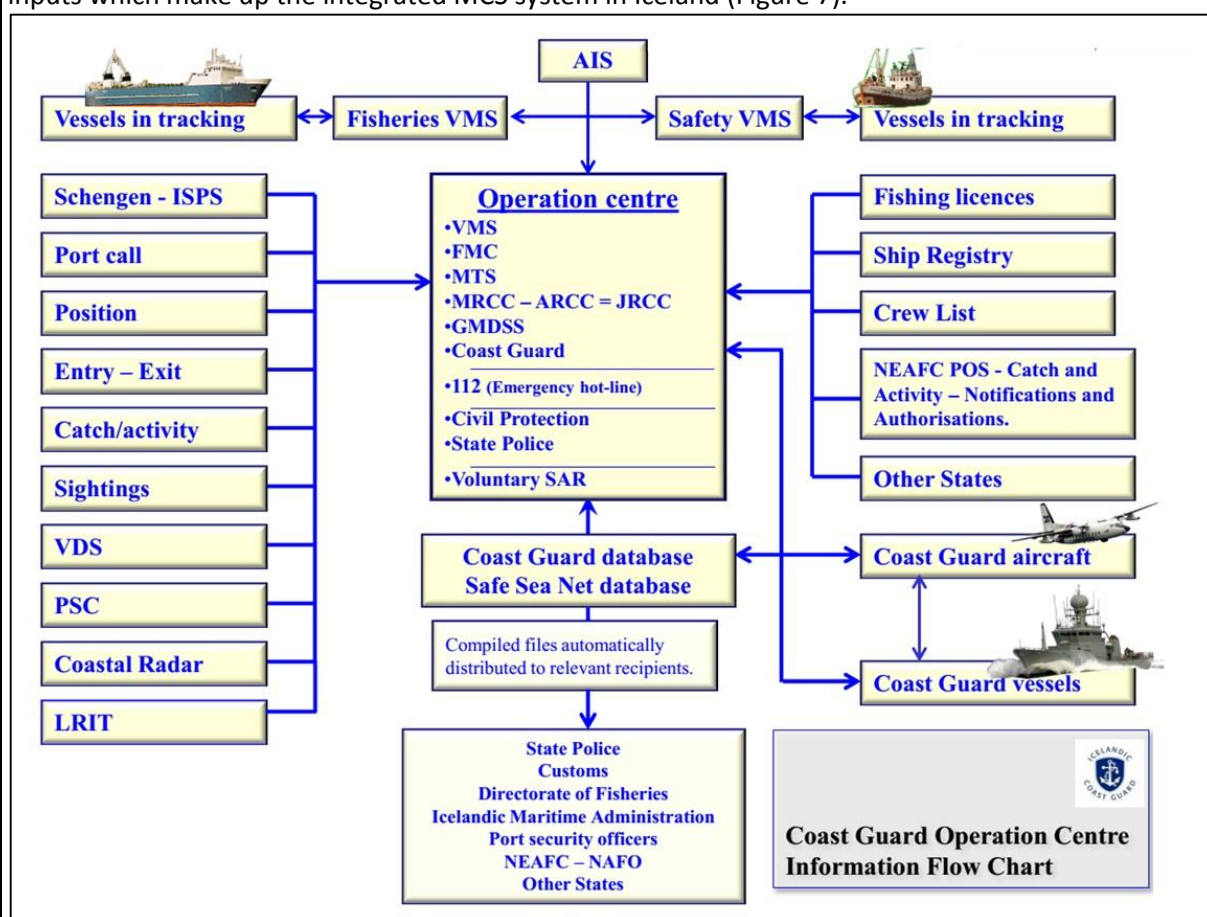 inputs which make up the integrated MCS system in Iceland (Figure 7).
AIS
Vessels in tracking
Fisheries VMS
Safety VMS
Vessels in tracking
Schengen - ISPS
Port call
Position
Entry – Exit
Catch/activity
Sightings
VDS
PSC
Coastal Radar
LRIT
Operation centre
•VMS
•FMC
•MTS
•MRCC – ARCC = JRCC
•GMDSS
•Coast Guard
•112 (Emergency hot-line)
•Civil Protection
•State Police
•Voluntary SAR
Fishing licences
Ship Registry
Crew List
NEAFC POS - Catch and
Activity – Notifications and
Authorisations.
Other States
Coast Guard aircraft
Coast Guard vessels
Coast Guard database
Safe Sea Net database
Compiled files automatically
distributed to relevant recipients.
State Police
Customs
Directorate of Fisheries
Icelandic Maritime Administration
Port security officers
NEAFC – NAFO
Other States
ICELANDIC
COAST GUARD
Coast Guard Operation Centre
Information Flow Chart